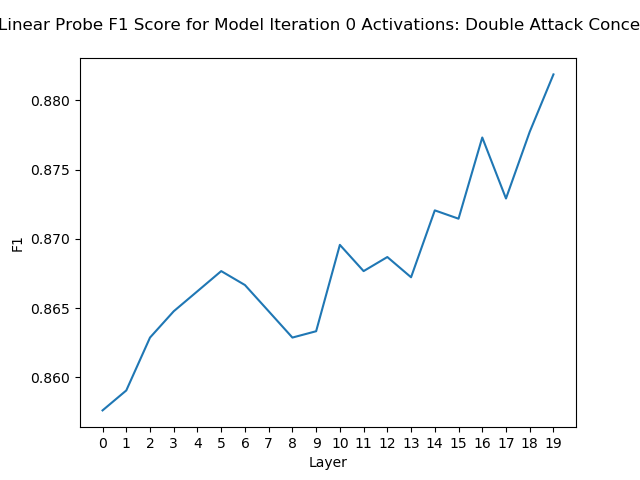 Linear Probe F1 Score for Model Iteration 0 Activations: Double Attack Conce
0.880
0.875
0.870
0.865
0.860
F1
0 1 2 3 4 5 6 7 8 9 10 11 12 13 14 15 16 17 18 19
Layer